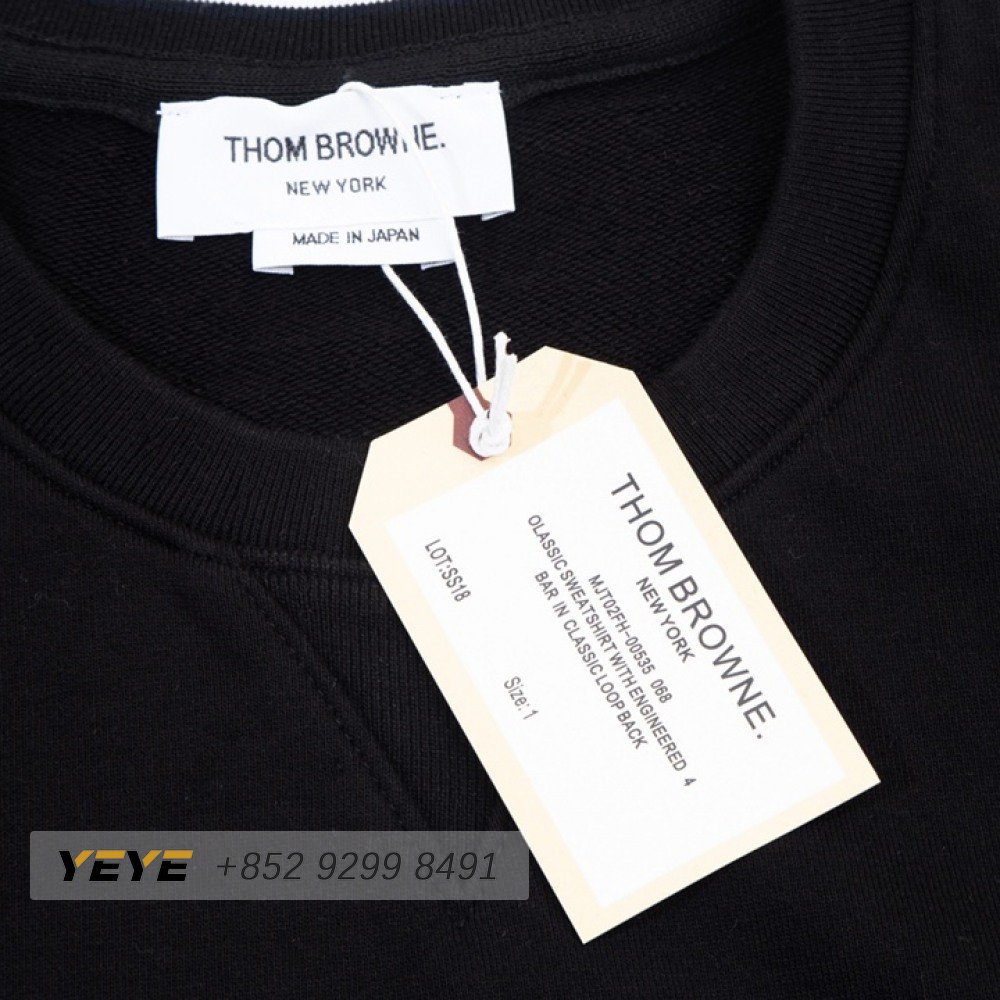 THOM BROWNE.
NEW YORK
MADE IN JAPAN
THOM BROWNE.
NEW YORK
MJT02FH-00535 068
OLASSIC SWEATSHIRT WITH ENGINEERED 4
BAR IN CLASSIC LOOP BACK
LOT:SS18
Size: 1
YEYE +852 9299 8491